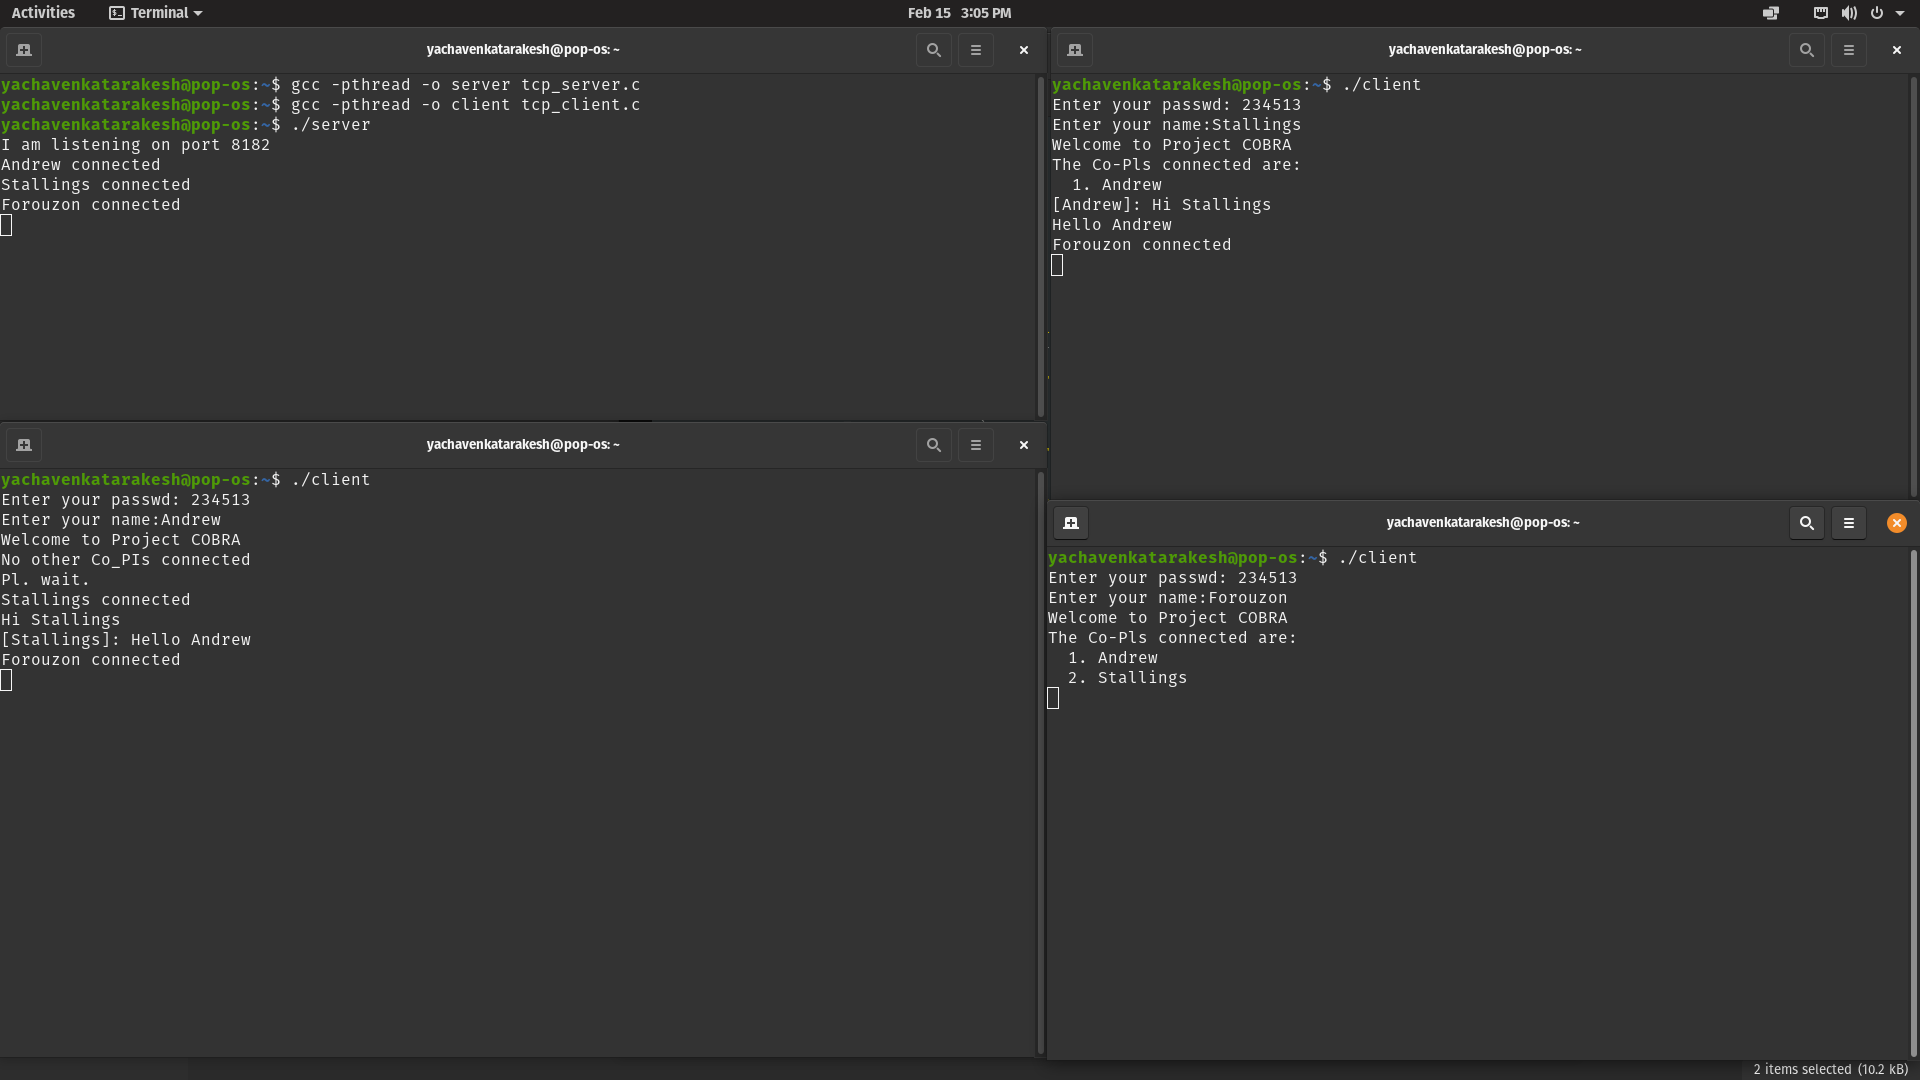 Activities Terminal Feb 15 3:05 PM
yachavenkatarakesh@pop-os: ~
yachavenkatarakesh@pop-os:~$ gcc -pthread -o server tcp_server.c
yachavenkatarakesh@pop-os:~$ gcc -pthread -o client tcp_client.c
yachavenkatarakesh@pop-os:~$ ./server
I am listening on port 8182
Andrew connected
Stallings connected
Forouzon connected
yachavenkatarakesh@pop-os: ~
yachavenkatarakesh@pop-os:~$ ./client
Enter your passwd: 234513
Enter your name:Stallings
Welcome to Project COBRA
The Co-Pls connected are:
  1. Andrew
[Andrew]: Hi Stallings
Hello Andrew
Forouzon connected
yachavenkatarakesh@pop-os: ~
yachavenkatarakesh@pop-os:~$ ./client
Enter your passwd: 234513
Enter your name:Andrew
Welcome to Project COBRA
No other Co_PIs connected
Pl. wait.
Stallings connected
Hi Stallings
[Stallings]: Hello Andrew
Forouzon connected
yachavenkatarakesh@pop-os: ~
yachavenkatarakesh@pop-os:~$ ./client
Enter your passwd: 234513
Enter your name:Forouzon
Welcome to Project COBRA
The Co-Pls connected are:
  1. Andrew
  2. Stallings
2 items selected (10.2 kB)